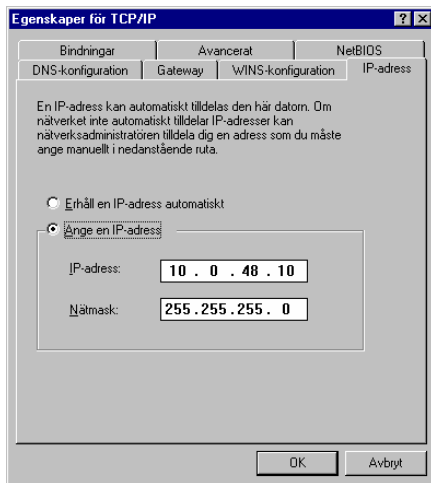 Egenskaper för TCP/IP
Bindningar Avancerat NetBIOS
DNS-konfiguration Gateway WINS-konfiguration IP-adress
En IP-adress kan automatiskt tilldelas den här datorn. Om
nätverket inte automatiskt tilldelar IP-adresser kan
nätverksadministratören tilldela dig en adress som du måste
ange manuellt i nedanstående ruta.
Erhåll en IP-adress automatiskt
Ange en IP-adress
IP-adress: 10 . 0 . 48 . 10
Nätmask: 255.255.255. 0
OK Avbryt